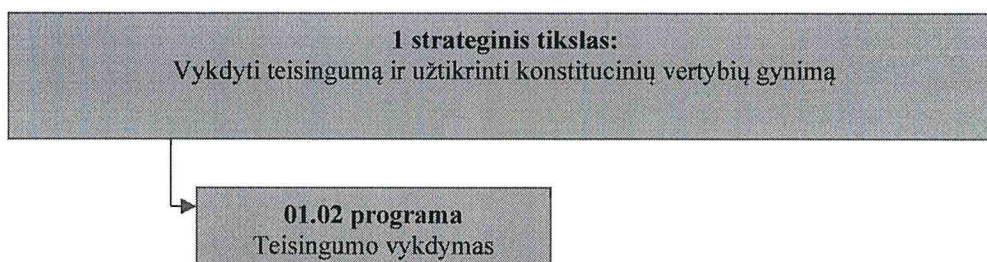 1 strateginis tikslas:
Vykdyti teisingumą ir užtikrinti konstitucinių vertybių gynimą
01.02 programa
Teisingumo vykdymas